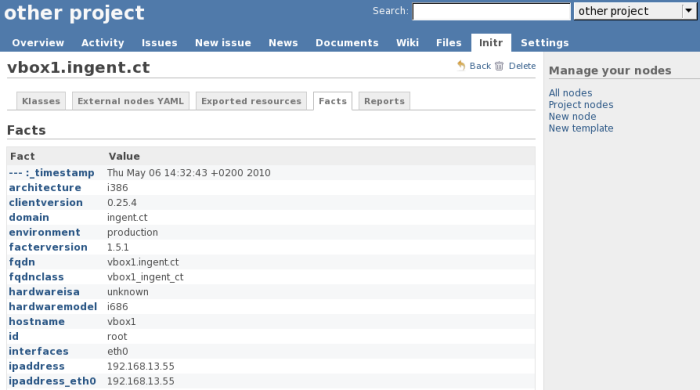 other project
Search:
other project
Overview Activity Issues New issue News Documents Wiki Files Initr Settings
vbox1.ingent.ct
Back Delete
Klasses External nodes YAML Exported resources Facts Reports
Facts
Fact Value
--- :_timestamp Thu May 06 14:32:43 +0200 2010
architecture i386
clientversion 0.25.4
domain ingent.ct
environment production
facterversion 1.5.1
fqdn vbox1.ingent.ct
fqdnclass vbox1_ingent_ct
hardwareisa unknown
hardwaremodel i686
hostname vbox1
id root
interfaces eth0
ipaddress 192.168.13.55
ipaddress_eth0 192.168.13.55
Manage your nodes
All nodes
Project nodes
New node
New template